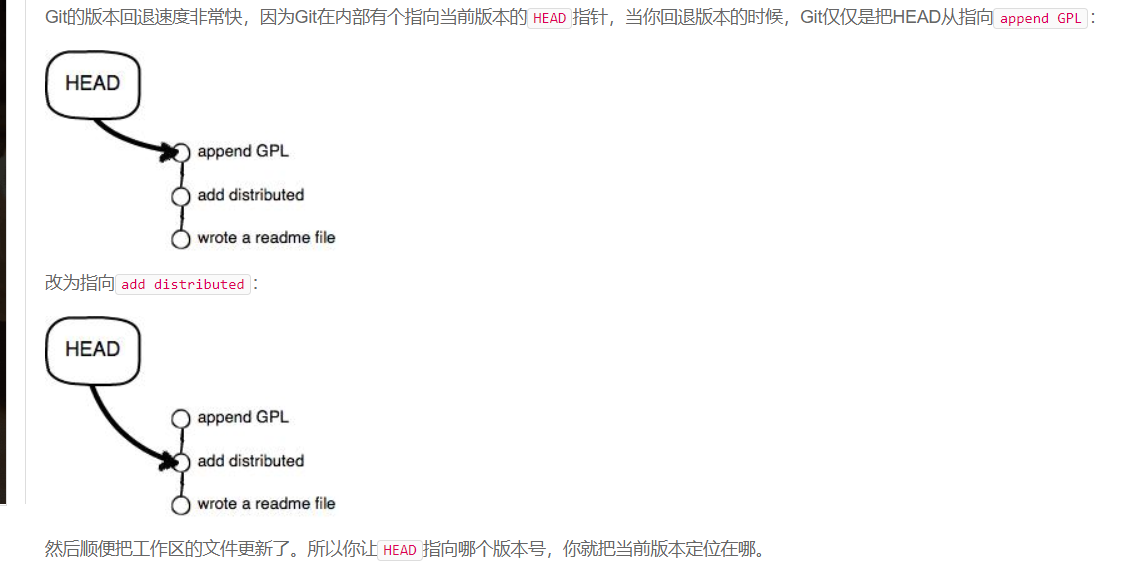 Git的版本回退速度非常快，因为Git在内部有个指向当前版本的HEAD指针，当你回退版本的时候，Git仅仅是把HEAD从指向append GPL：
HEAD
append GPL
add distributed
wrote a readme file
改为指向add distributed：
HEAD
append GPL
add distributed
wrote a readme file
然后顺便把工作区的文件更新了。所以你让HEAD指向哪个版本号，你就把当前版本定位在哪。